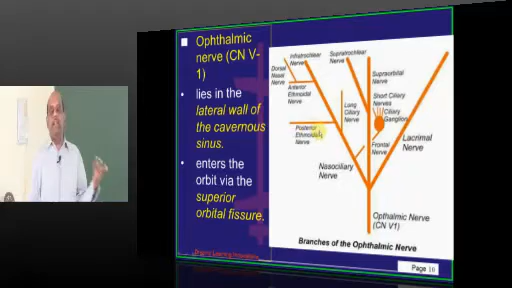 Ophthalmic
nerve (CN V-
1)
lies in the
lateral wall of
the cavernous
sinus.
enters the
orbit via the
superior
orbital fissure.
Infratrochlear
Nerve
Supratrochlear
Nerve
Dorsal
Nasal
Nerve
Anterior
Ethmoidal
Nerve
Supraorbital
Nerve
Short Ciliary
Nerves
Ciliary
Ganglion
Long
Ciliary
Nerve
Posterior
Ethmoidal
Nerve
Frontal
Nerve
Lacrimal
Nerve
Nasociliary
Nerve
Opthalmic Nerve
(CN V1)
Branches of the Ophthalmic Nerve
Page 10